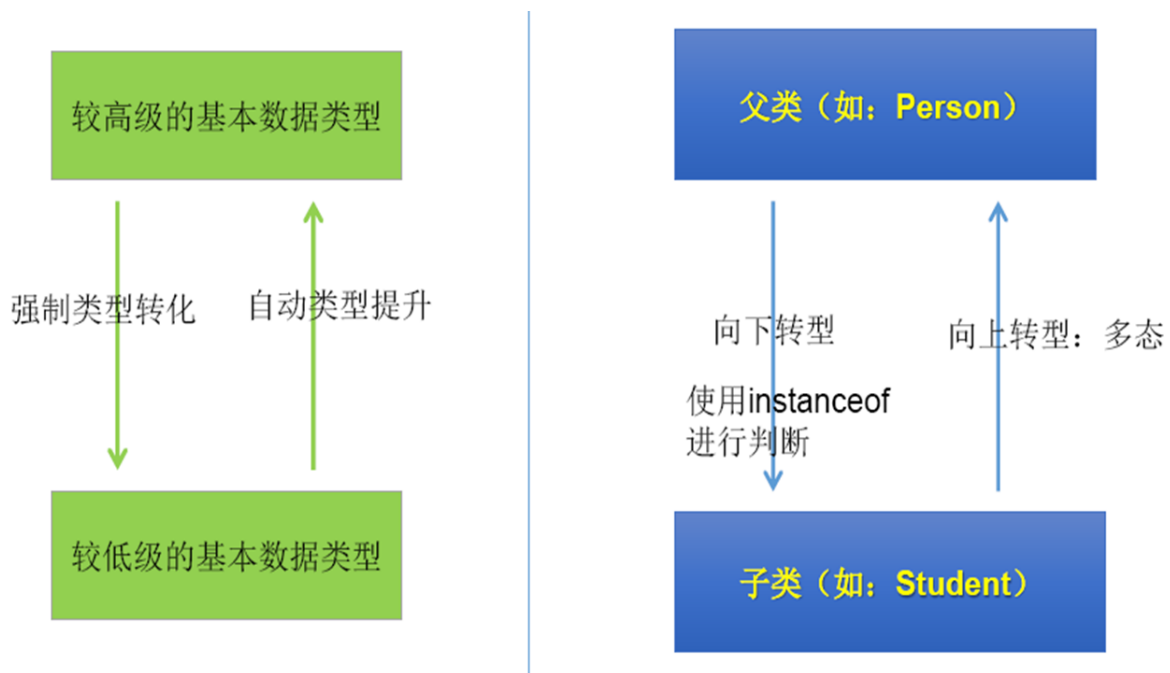 较高级的基本数据类型
强制类型转化
自动类型提升
较低级的基本数据类型
父类（如：Person）
向下转型
使用instanceof
进行判断
向上转型：多态
子类（如：Student）